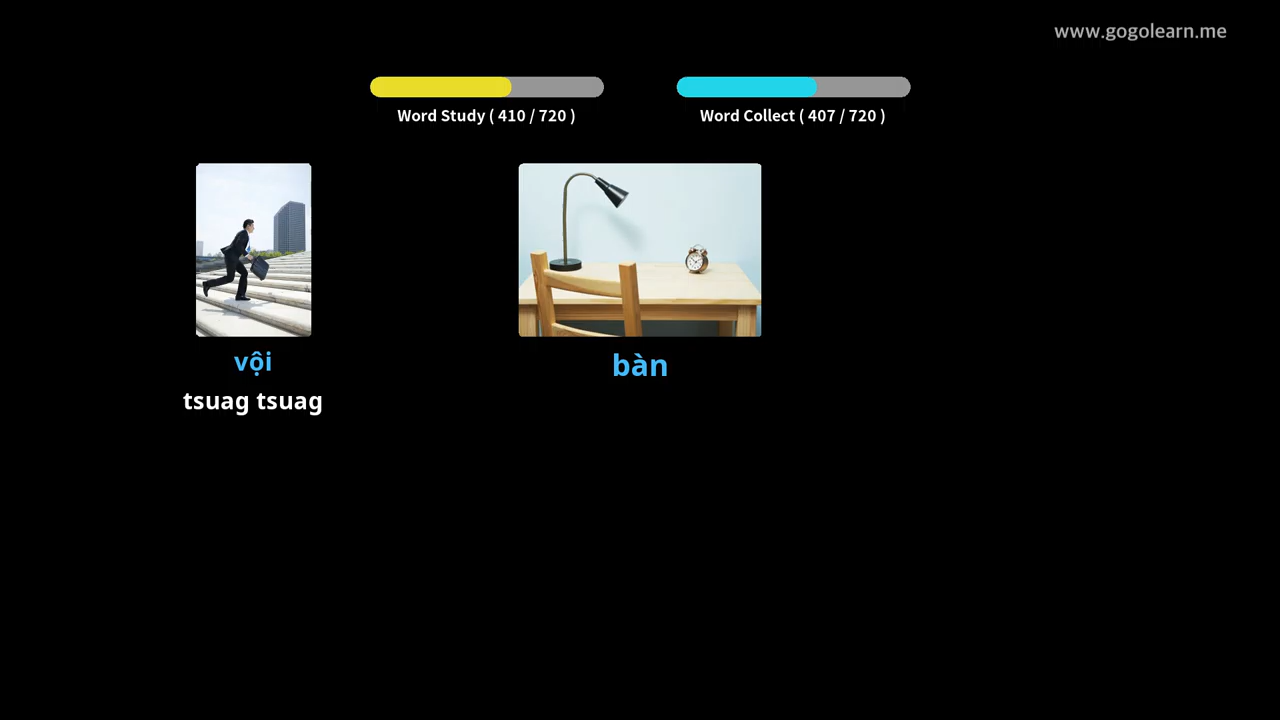 www.gogolearn.me
Word Study ( 410 / 720 )
Word Collect ( 407 / 720 )
vội
tsuag tsuag
bàn